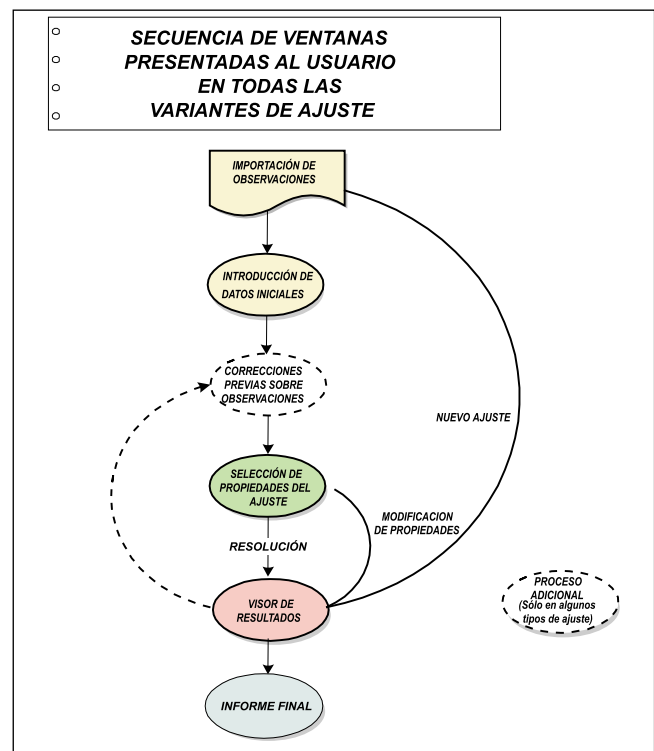 SECUENCIA DE VENTANAS
PRESENTADAS AL USUARIO
EN TODAS LAS
VARIANTES DE AJUSTE
IMPORTACIÓN DE
OBSERVACIONES
INTRODUCCIÓN DE
DATOS INICIALES
CORRECCIONES
PREVIAS SOBRE
OBSERVACIONES
NUEVO AJUSTE
SELECCIÓN DE
PROPIEDADES DEL
AJUSTE
MODIFICACION
DE PROPIEDADES
RESOLUCIÓN
VISOR DE
RESULTADOS
PROCESO
ADICIONAL
(Sólo en algunos
tipos de ajuste)
INFORME FINAL